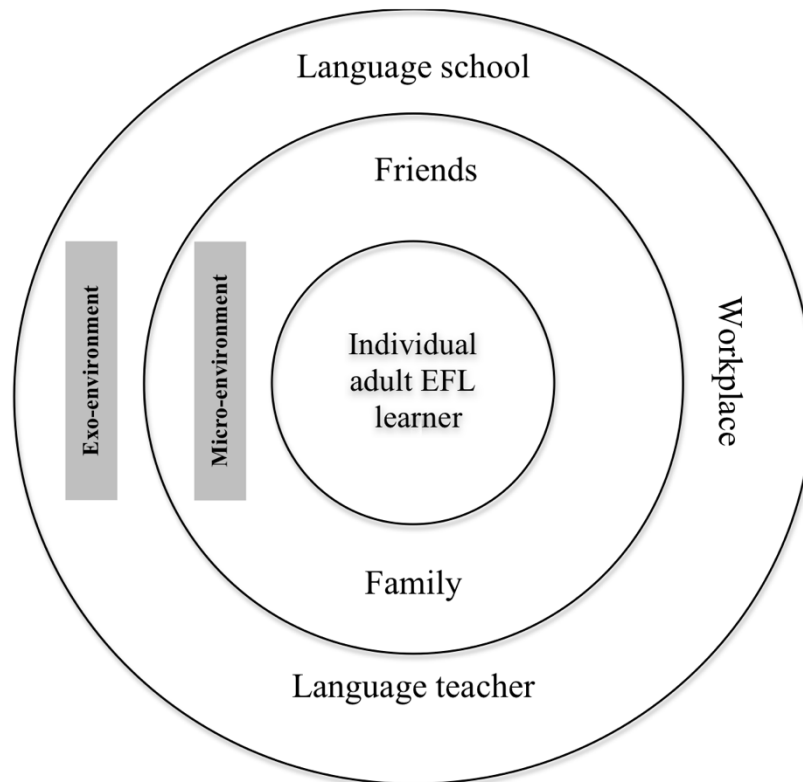 Language school
Friends
Exo-environment
Micro-environment
Individual
adult EFL
learner
Workplace
Family
Language teacher